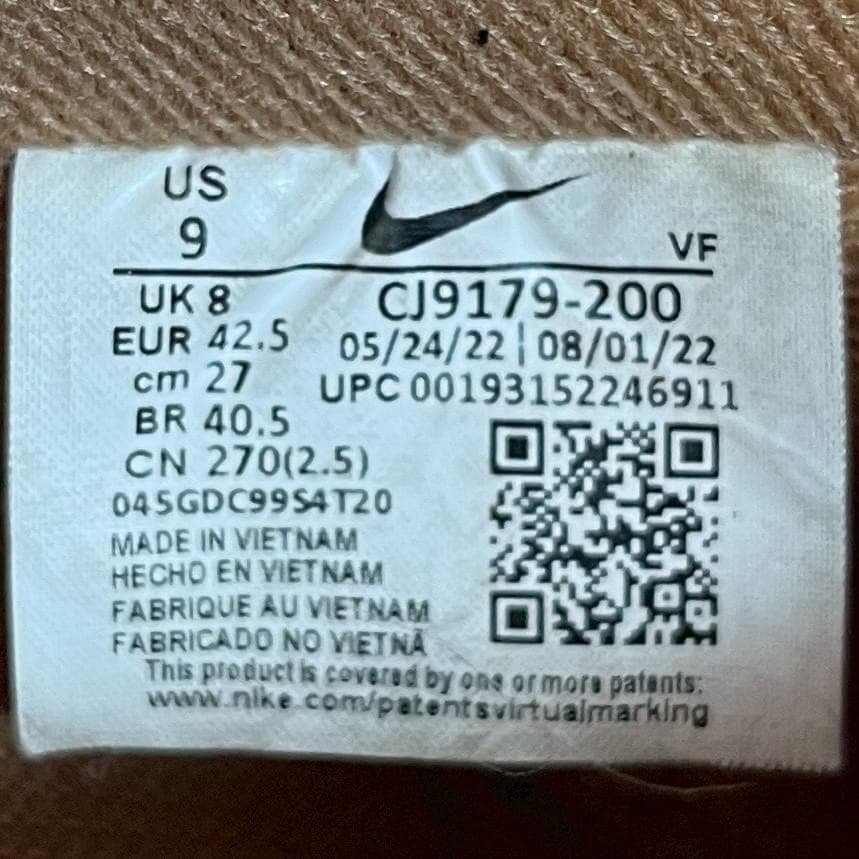 US
9
VF
UK 8
CJ9179-200
EUR 42.5
05/24/22 | 08/01/22
cm 27
UPC 00193152246911
BR 40.5
CN 270(2.5)
045GDC99S4T20
MADE IN VIETNAM
HECHO EN VIETNAM
FABRIQUE AU VIETNAM
FABRICADO NO VIETNÃ
This product is covered by one or more patents:
www.nike.com/patentsvirtualmarking